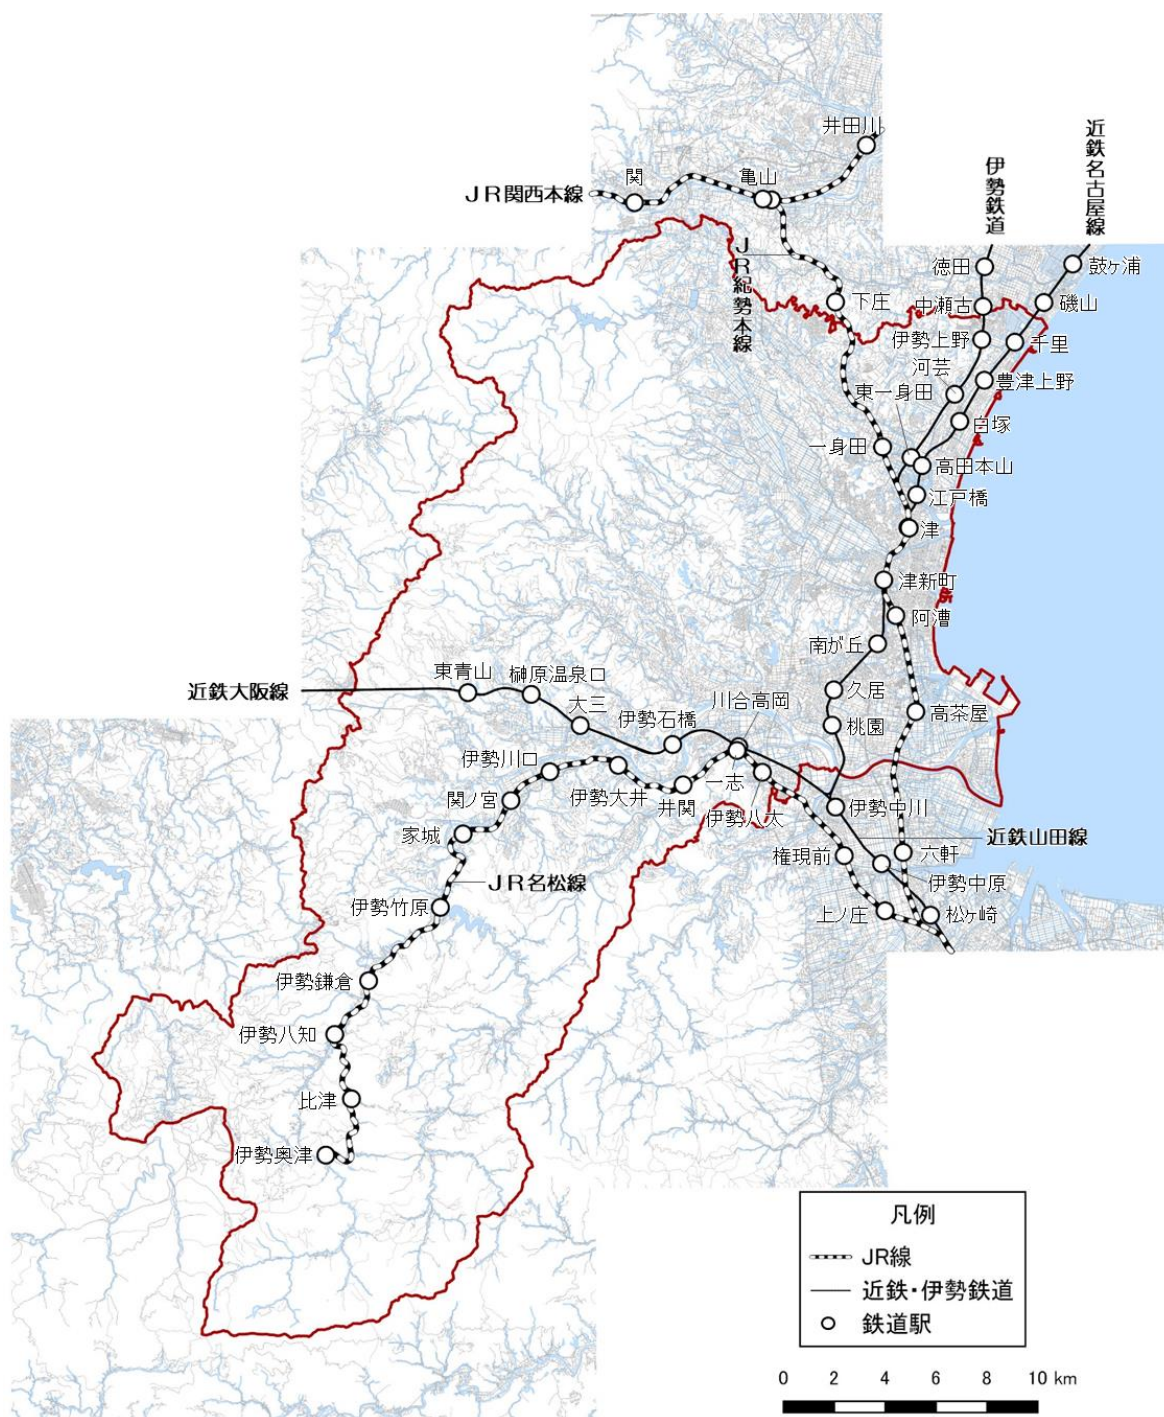 井田川
近鉄名古屋線
伊勢鉄道
関
亀山
JR関西本線
JR紀勢本線
徳田
鼓ヶ浦
下庄
中瀬古
磯山
伊勢上野
千里
河芸
豊津上野
東一身田
白塚
一身田
高田本山
江戸橋
津
津新町
阿漕
南が丘
東青山
榊原温泉口
近鉄大阪線
川合高岡
久居
大三
高茶屋
伊勢石橋
桃園
伊勢川口
伊勢大井
井関
一志
伊勢八太
関ノ宮
伊勢中川
家城
近鉄山田線
権現前
六軒
伊勢中原
JR名松線
伊勢竹原
上ノ庄
松ヶ崎
伊勢鎌倉
伊勢八知
比津
伊勢奥津
凡例
JR線
近鉄・伊勢鉄道
鉄道駅
0 2 4 6 8 10 km